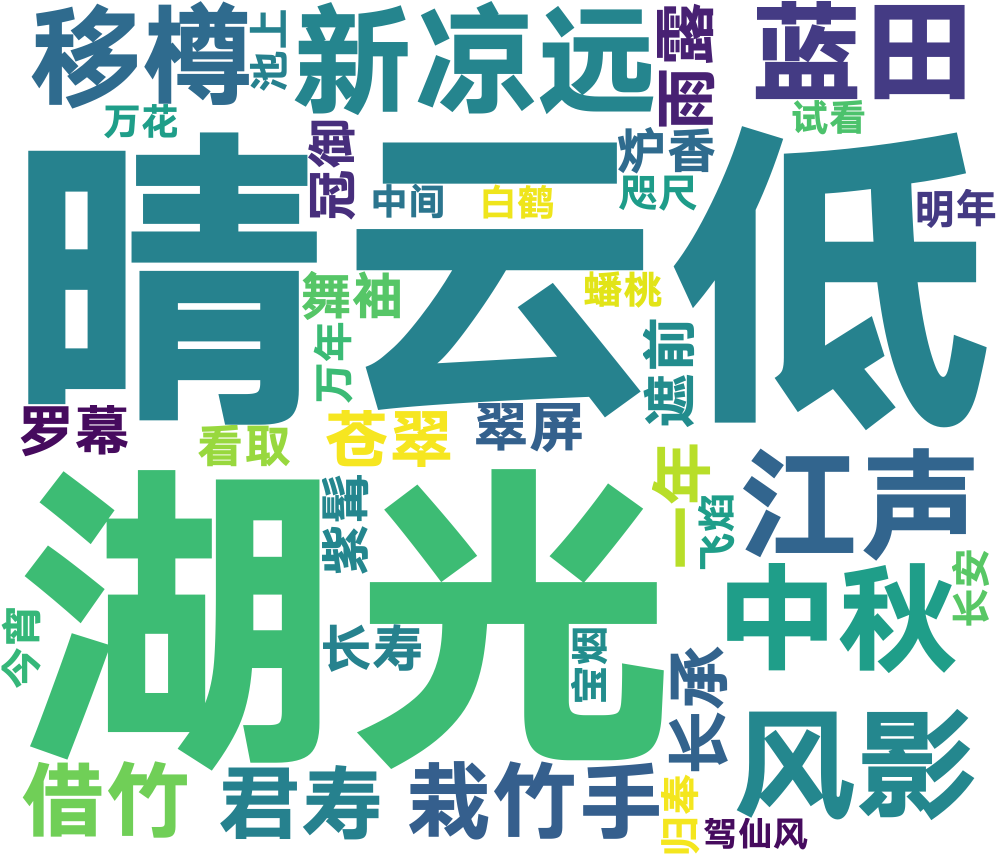 移樽
池上
新凉远
雨露
蓝田
万花
试看
冠御
炉香
晴云低
中间
白鹤
咫尺
明年
舞袖
蟠桃
万年
遮前
罗幕
看取
苍翠
翠屏
一年
江声
湖光
紫髯
飞焰
长安
中秋
今宵
长寿
宝烟
长承
风影
借竹
君寿
栽竹手
归奉
驾仙风